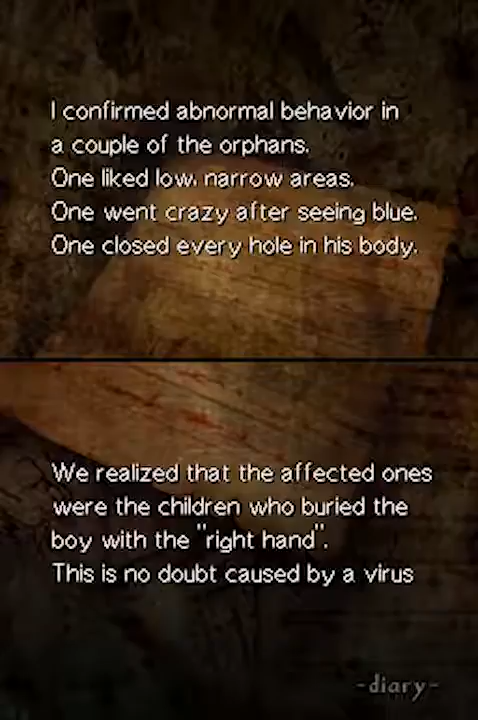 I confirmed abnormal behavior in
a couple of the orphans.
One liked low, narrow areas.
One went crazy after seeing blue.
One closed every hole in his body.
We realized that the affected ones
were the children who buried the
boy with the "right hand".
This is no doubt caused by a virus
-diary-